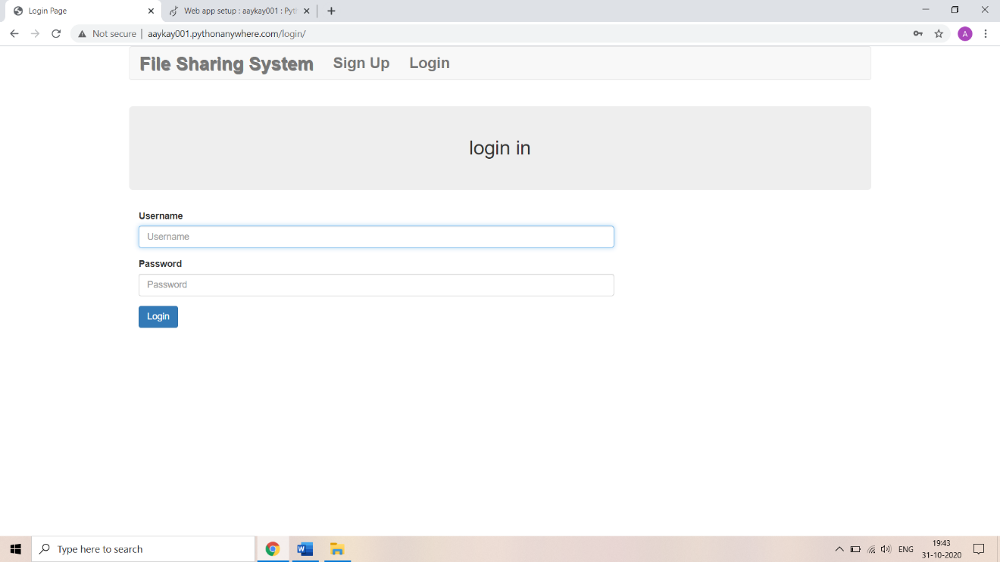 Login Page
Web app setup : aaykay001 : Pyt
Not secure | aaykay001.pythonanywhere.com/login/
A
File Sharing System Sign Up Login
login in
Username
Username
Password
Password
Login
Type here to search
W
ENG
19:43
31-10-2020